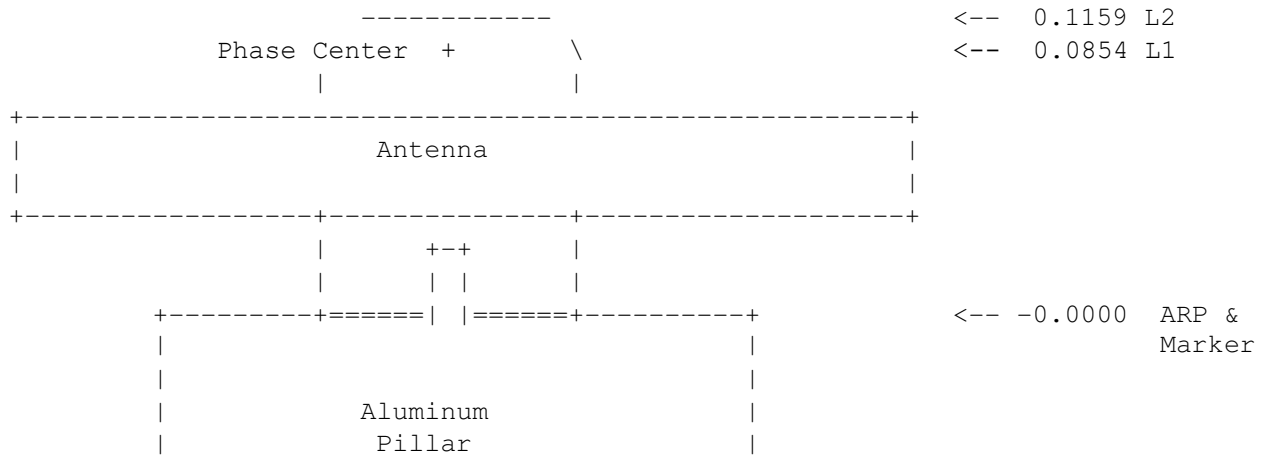 <-- 0.1159 L2
Phase Center + <-- 0.0854 L1
Antenna
<-- -0.0000 ARP &
Marker
Aluminum
Pillar